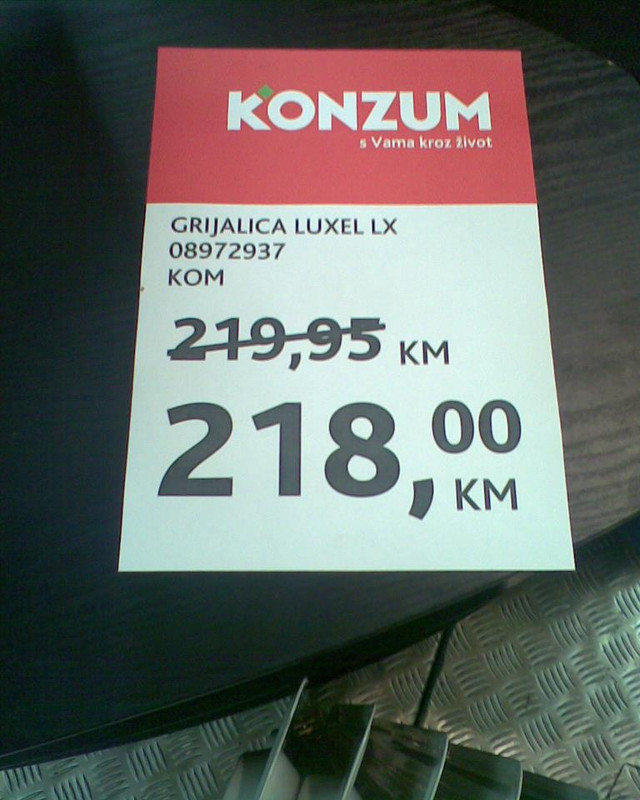 KONZUM
s Vama kroz život
GRIJALICA LUXEL LX
08972937
KOM
219,95 KM
218,00 KM